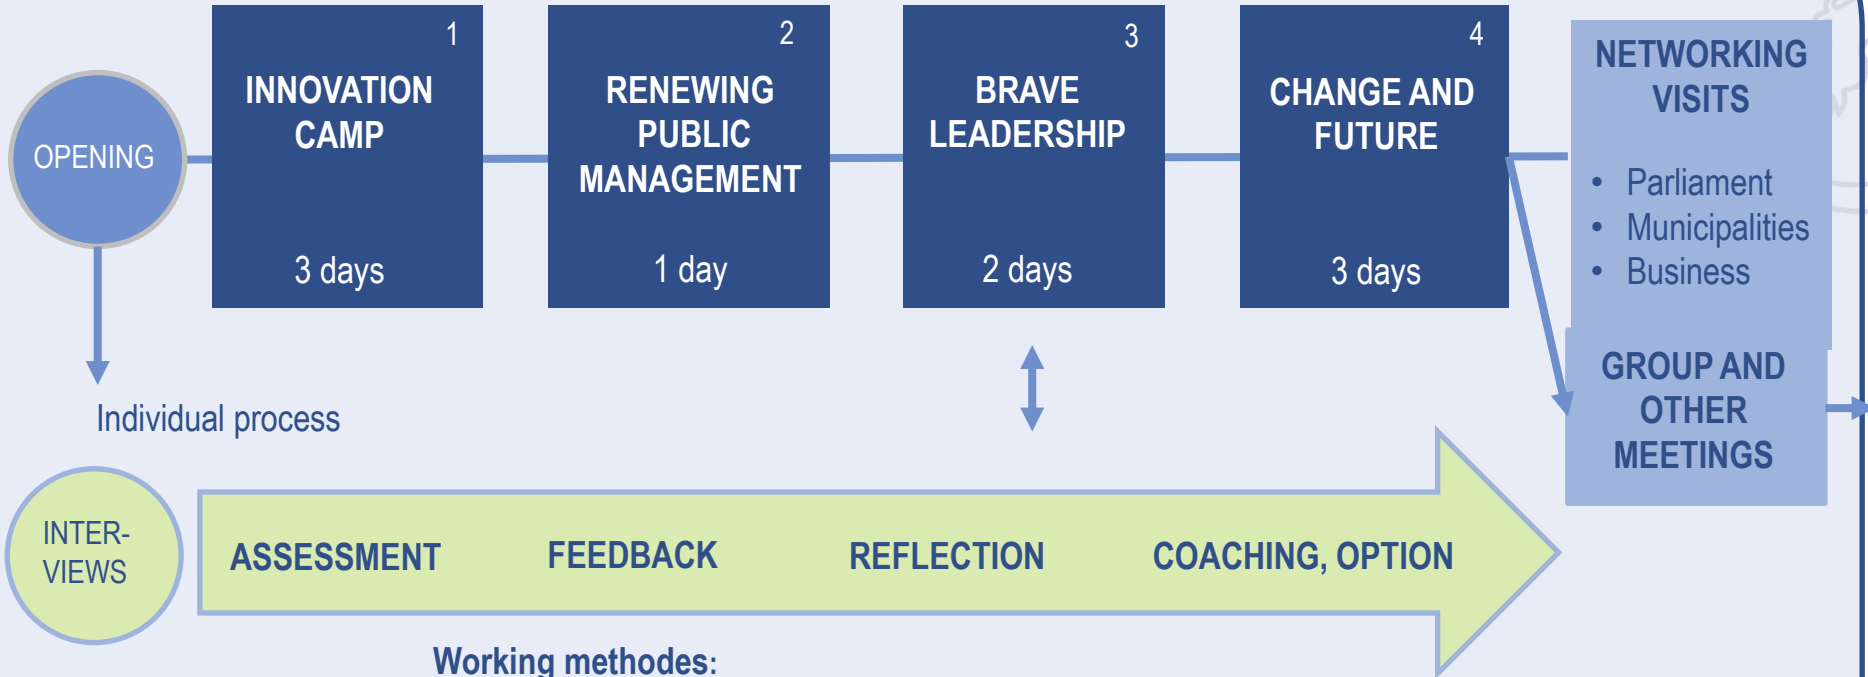 OPENING
1
INNOVATION
CAMP
3 days
2
RENEWING
PUBLIC
MANAGEMENT
1 day
3
BRAVE
LEADERSHIP
2 days
4
CHANGE AND
FUTURE
3 days
NETWORKING
VISITS
• Parliament
• Municipalities
• Business
GROUP AND
OTHER
MEETINGS
Individual process
INTER-
VIEWS
ASSESSMENT
FEEDBACK
REFLECTION
COACHING, OPTION
Working methodes: